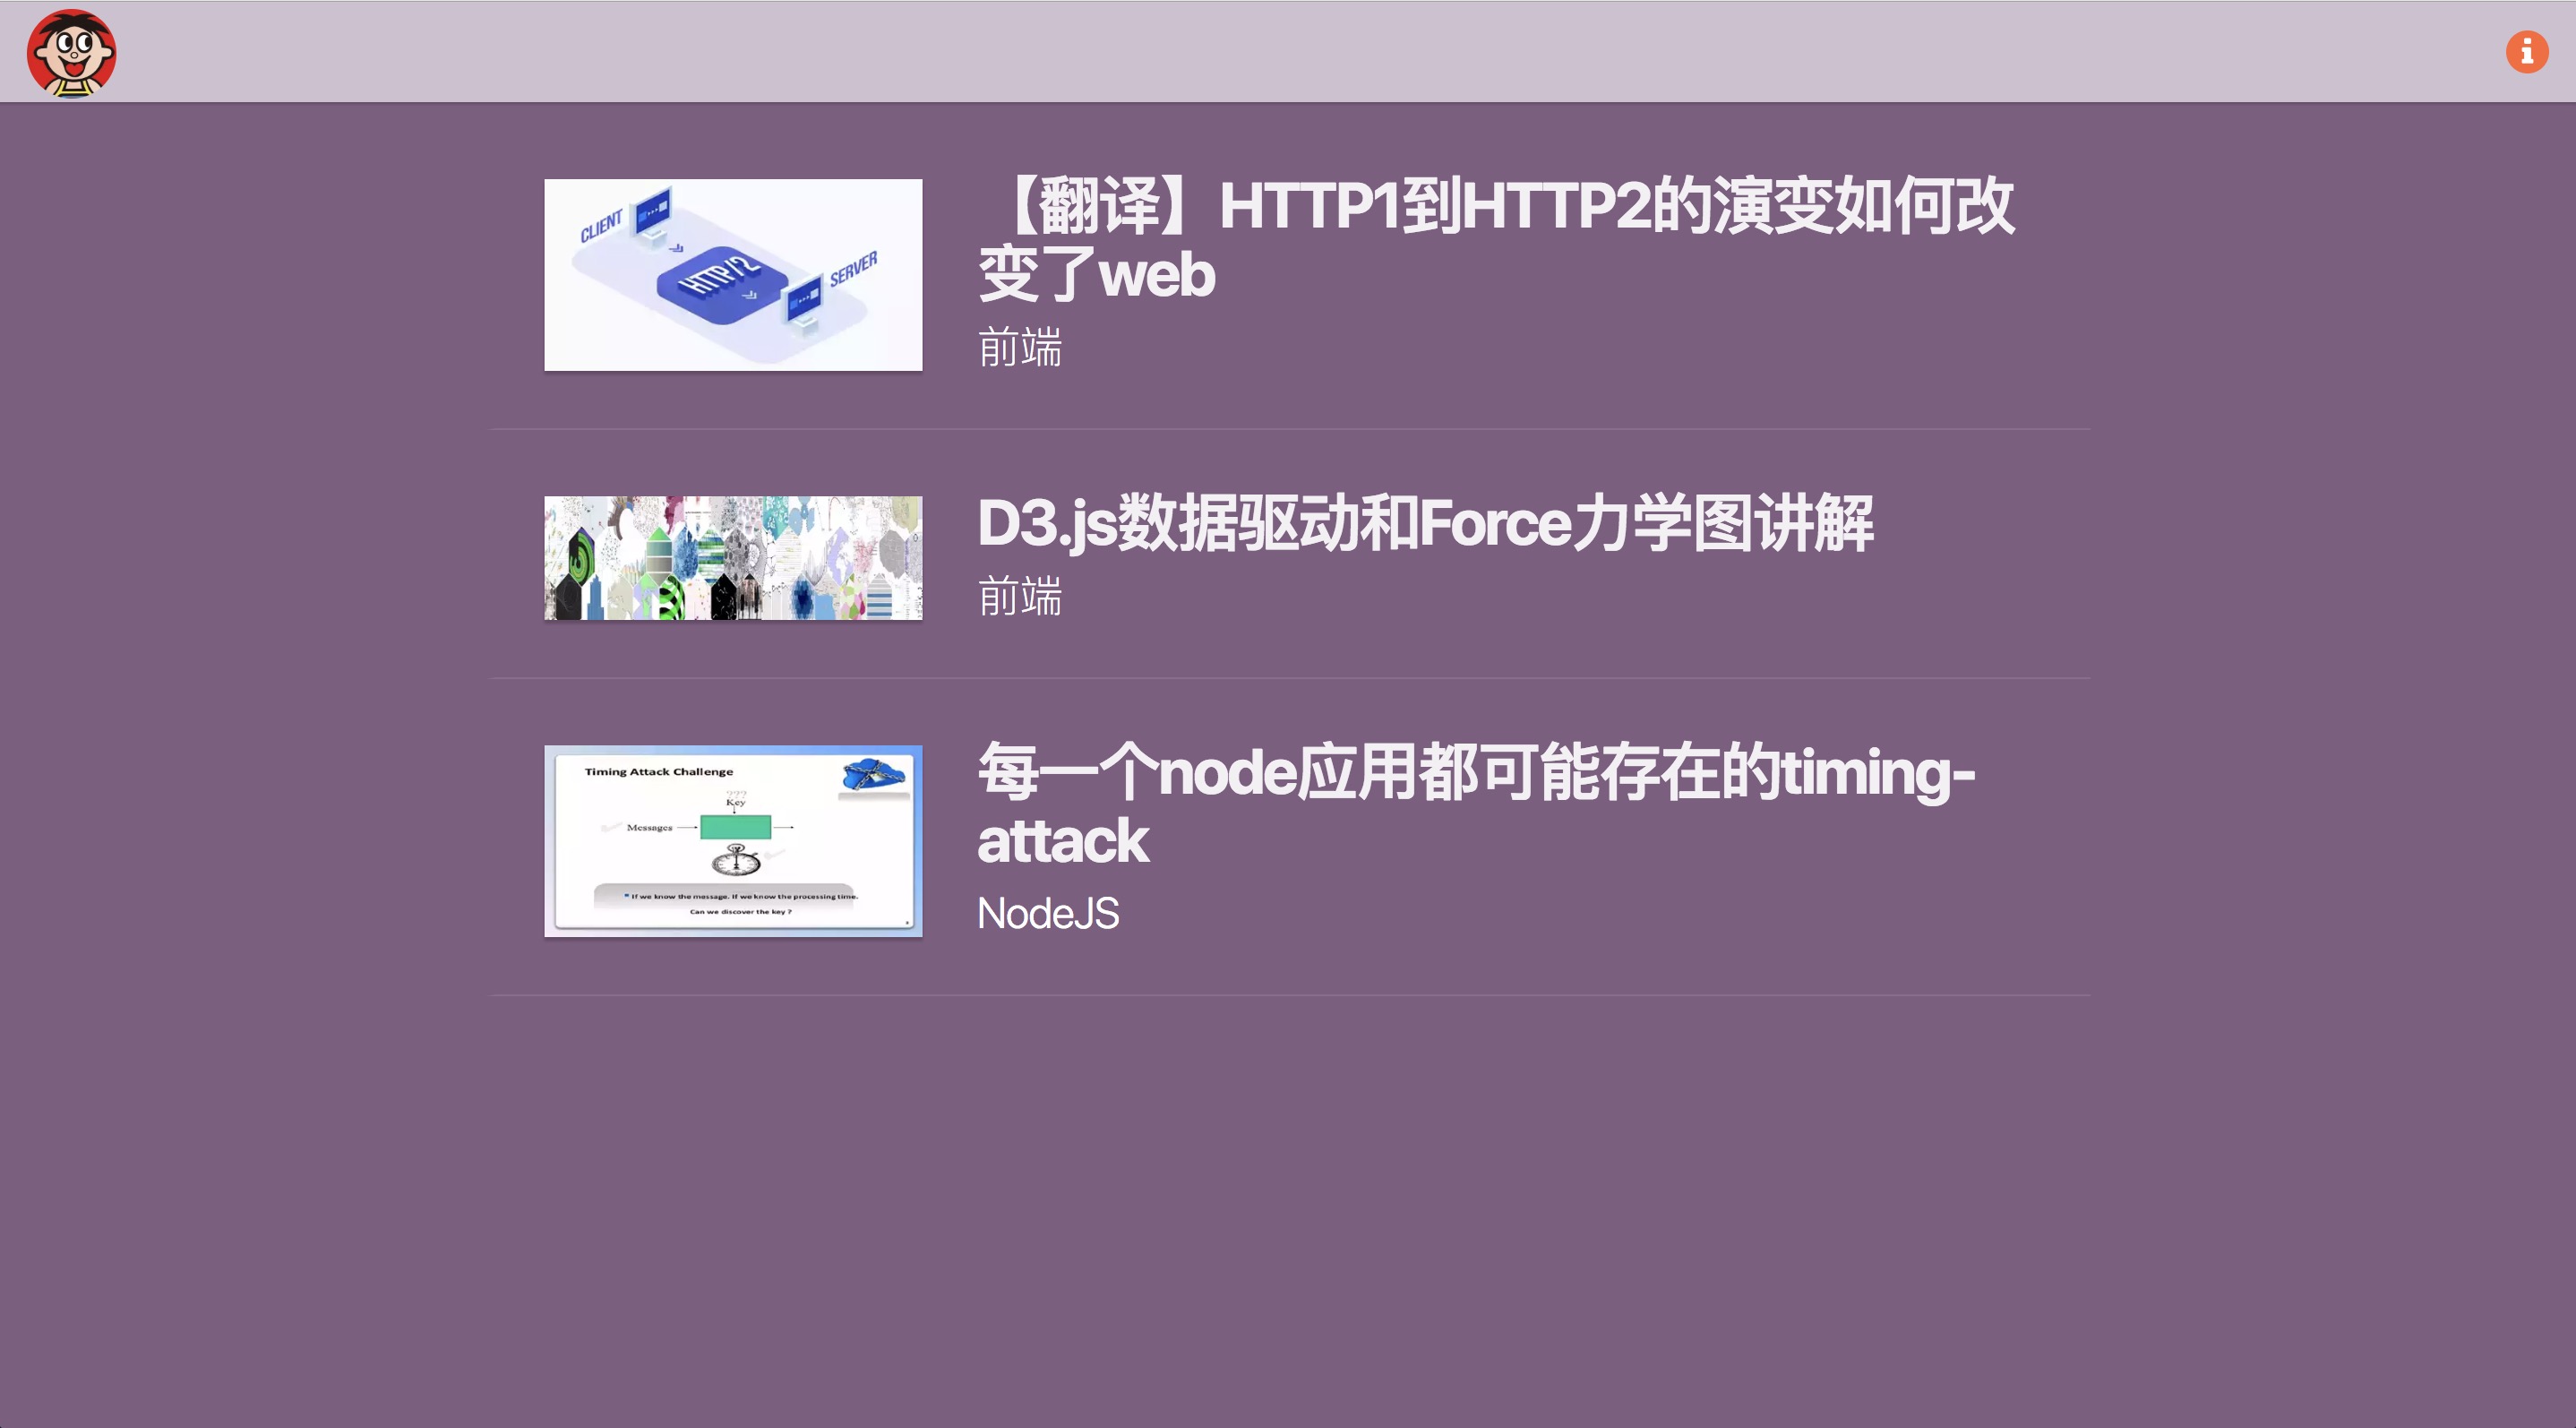 CLIENT
HTTP/2
SERVER
【翻译】HTTP1到HTTP2的演变如何改
变了web
前端
D3.js数据驱动和Force力学图讲解
前端
Timing Attack Challenge
???
Key
Messages
If we know the message. If we know the processing time.
Can we discover the key ?
每一个node应用都可能存在的timing-
attack
NodeJS